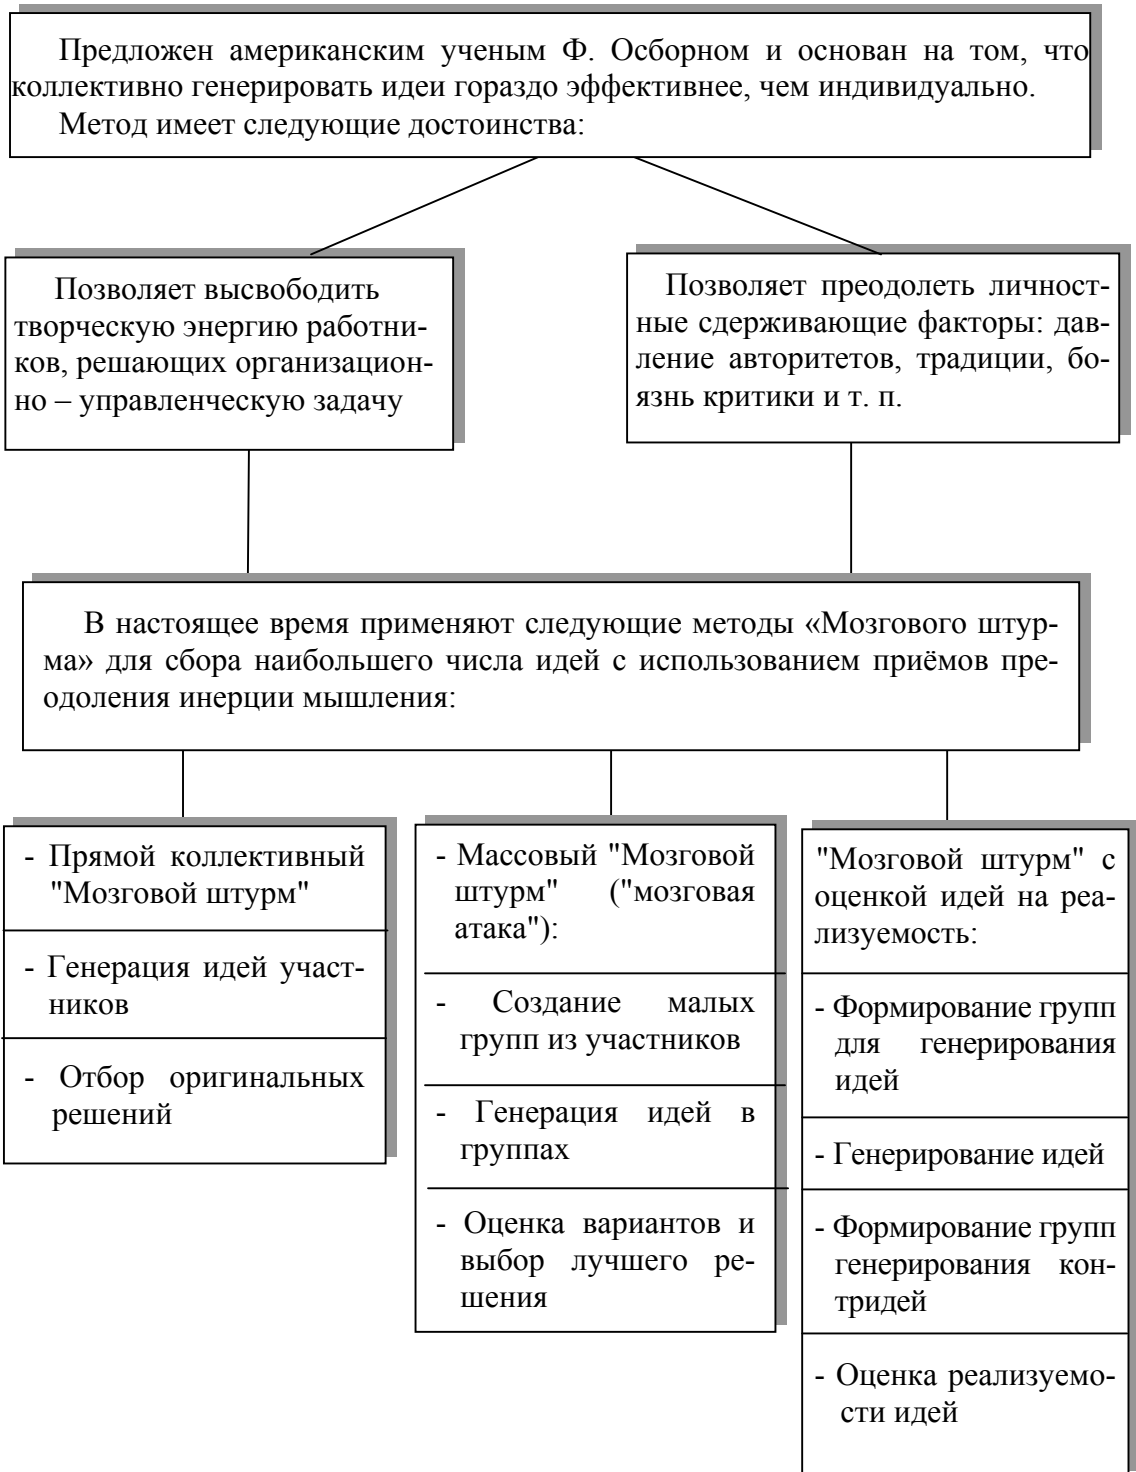 Предложен американским ученым Ф. Осборном и основан на том, что
коллективно генерировать идеи гораздо эффективнее, чем индивидуально.
Метод имеет следующие достоинства:
Позволяет высвободить
творческую энергию работни-
ков, решающих организацион-
но – управленческую задачу
Позволяет преодолеть личност-
ные сдерживающие факторы: дав-
ление авторитетов, традиции, бо-
язнь критики и т. п.
В настоящее время применяют следующие методы «Мозгового штур-
ма» для сбора наибольшего числа идей с использованием приёмов пре-
одоления инерции мышления:
- Прямой коллективный
"Мозговой штурм"
- Генерация идей участ-
ников
- Отбор оригинальных
решений
- Массовый "Мозговой
штурм" ("мозговая
атака"):
- Создание малых
групп из участников
- Генерация идей в
группах
- Оценка вариантов и
выбор лучшего ре-
шения
"Мозговой штурм" с
оценкой идей на реа-
лизуемость:
- Формирование групп
для генерирования
идей
- Генерирование идей
- Формирование групп
генерирования кон-
тридей
- Оценка реализуемо-
сти идей